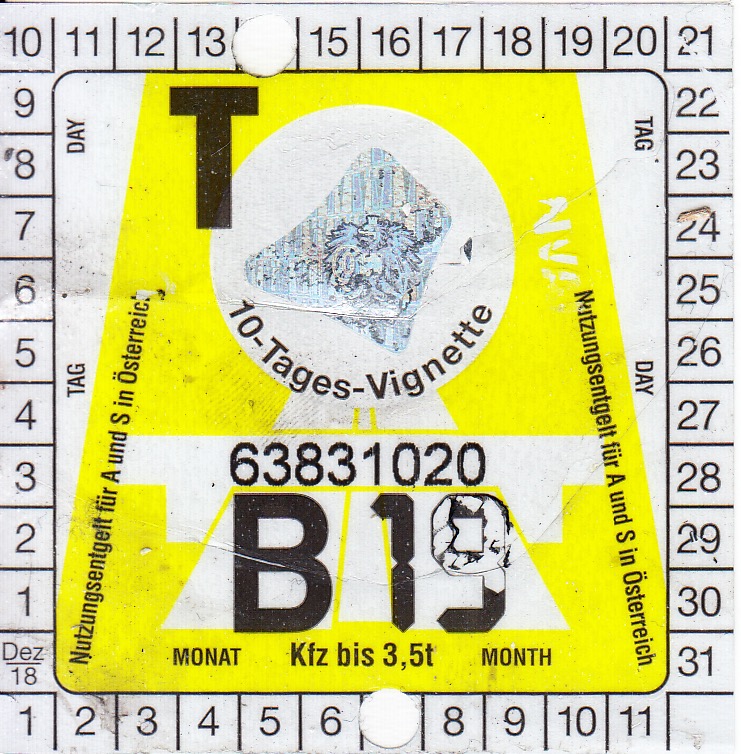 10 11 12 13 15 16 17 18 19 20 21
9 22
DAY TAG
T
8 23
7 24
6 25
5 26
TAG DAY
4 27
10-Tages-Vignette
Nutzungsentgelt für A und S in Österreich
Nutzungsentgelt für A und S in Österreich
63831020
3 28
B 19
2 29
1 30
Dez
18
31
MONAT Kfz bis 3,5t MONTH
1 2 3 4 5 6 8 9 10 11